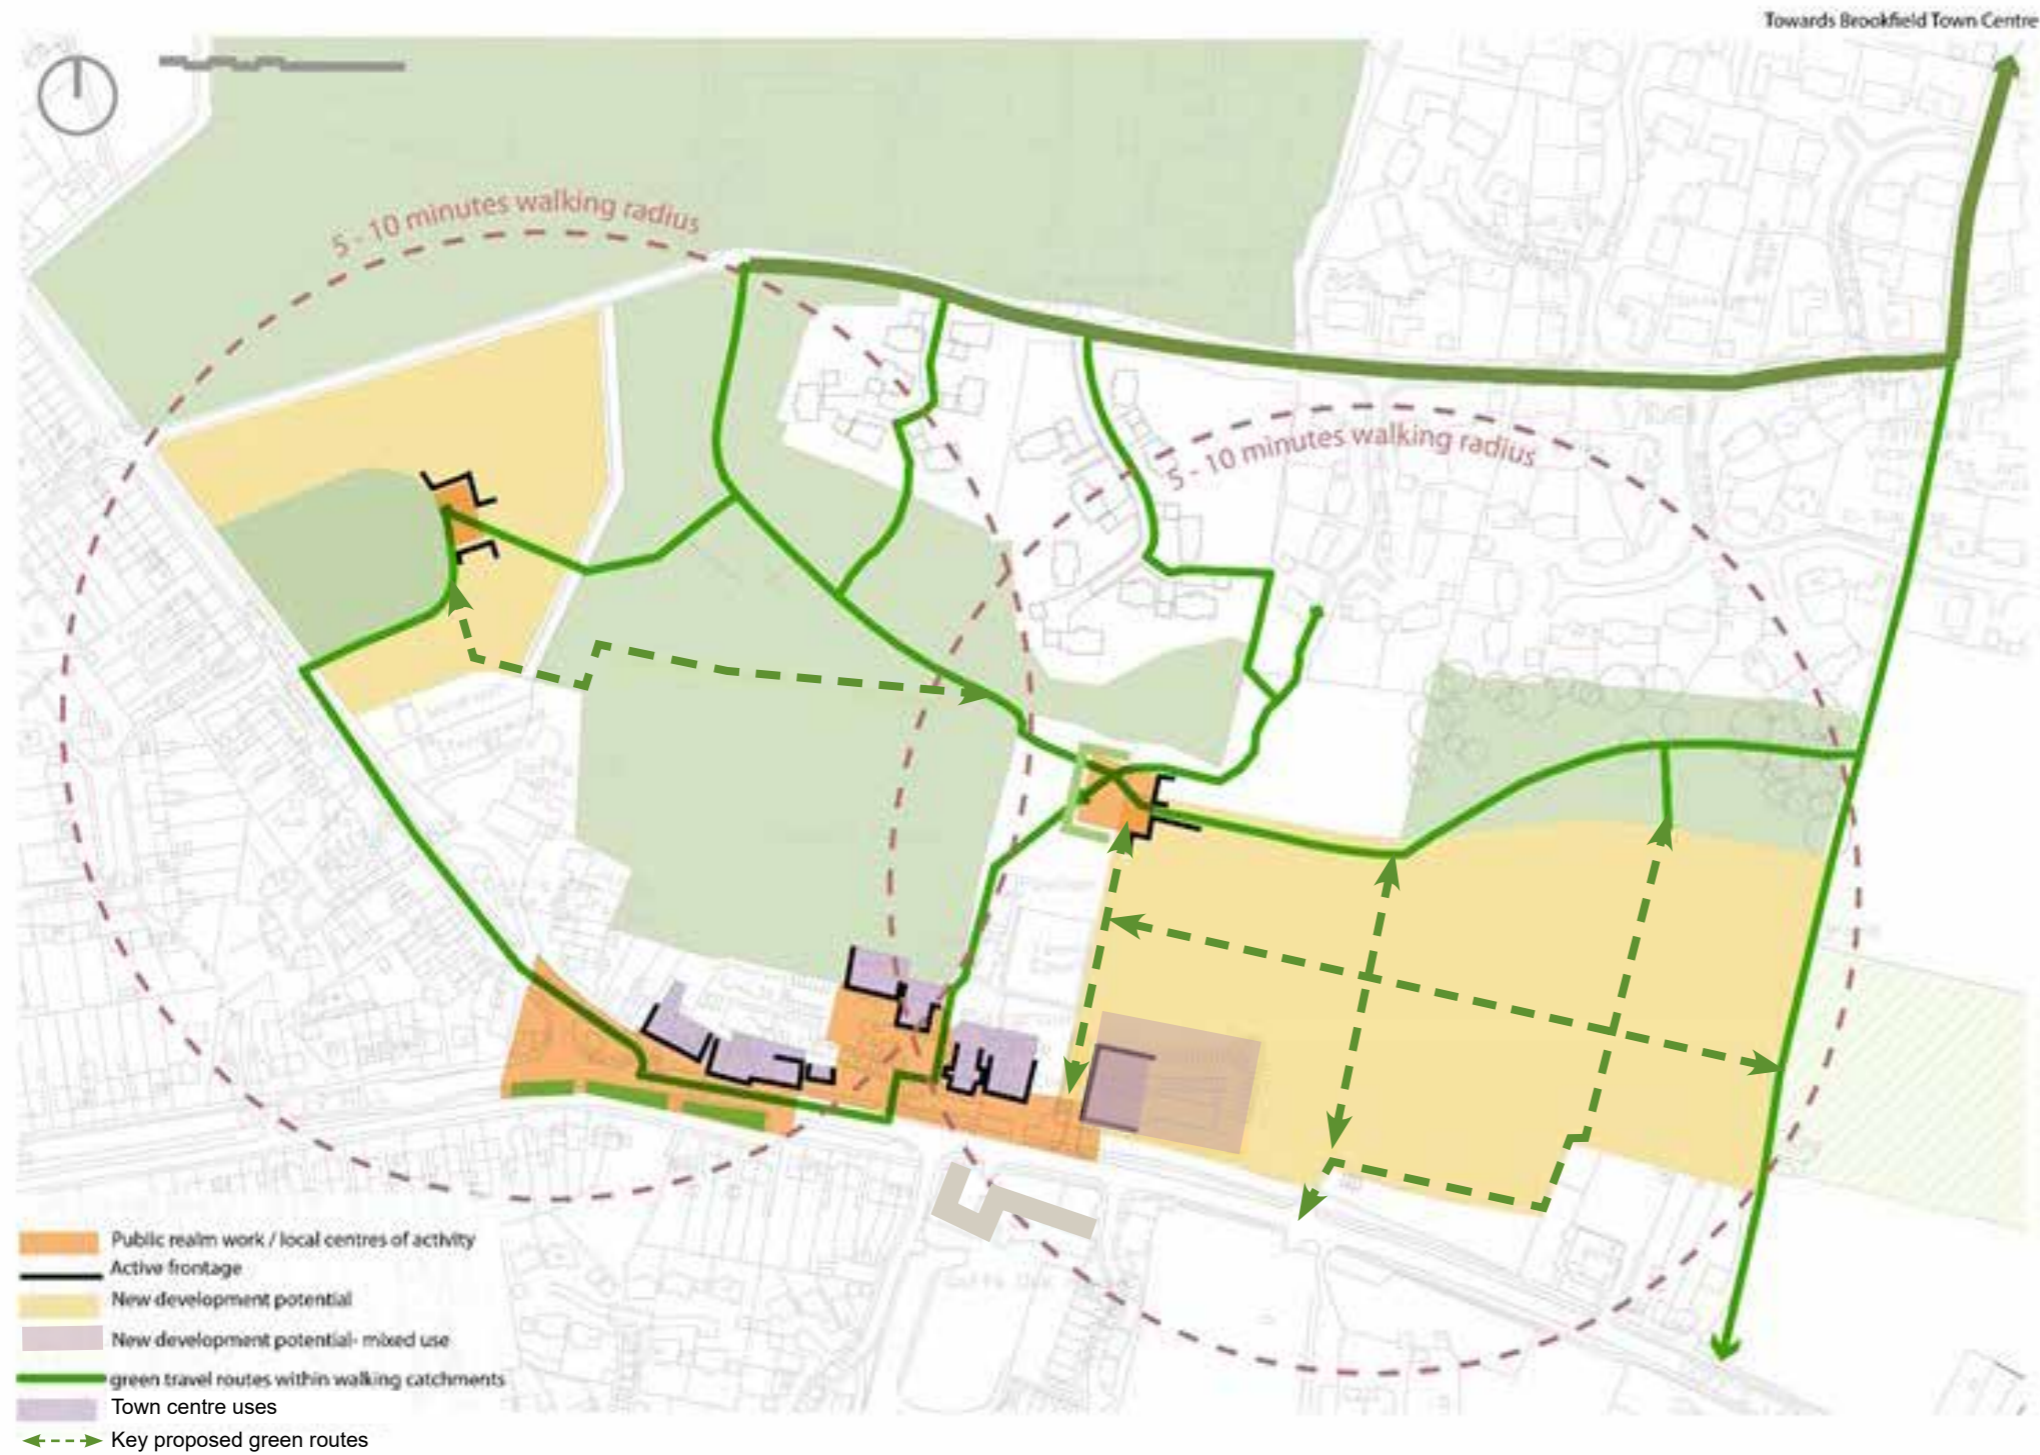 Towards Brookfield Town Centre
5 - 10 minutes walking radius
5 - 10 minutes walking radius
Public realm work / local centres of activity
Active frontage
New development potential
New development potential- mixed use
green travel routes within walking catchments
Town centre uses
Key proposed green routes